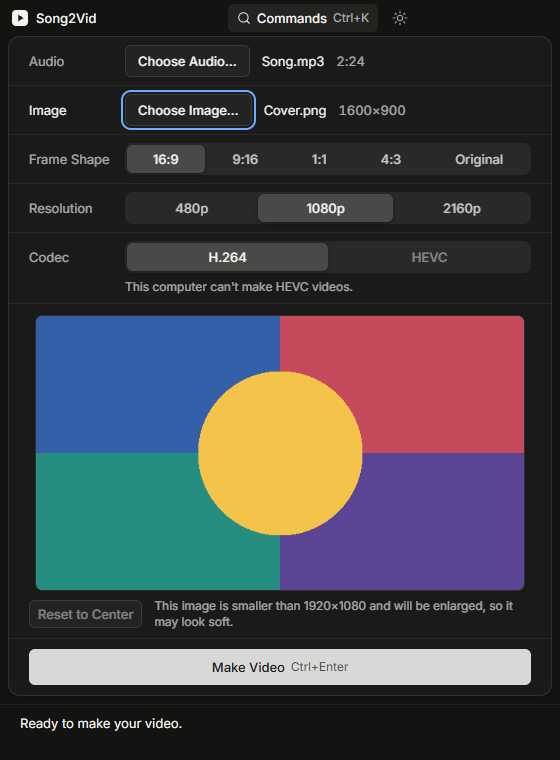 Song2Vid
Commands Ctrl+K
Audio Choose Audio... Song.mp3 2:24
Image Choose Image... Cover.png 1600×900
Frame Shape 16:9 9:16 1:1 4:3 Original
Resolution 480p 1080p 2160p
Codec H.264 HEVC
This computer can't make HEVC videos.
Reset to Center
This image is smaller than 1920×1080 and will be enlarged, so it
may look soft.
Make Video Ctrl+Enter
Ready to make your video.